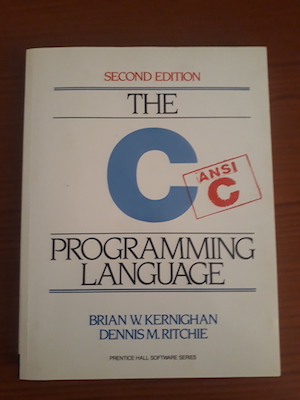 SECOND EDITION
THE
C
ANSI
C
PROGRAMMING
LANGUAGE
BRIAN W. KERNIGHAN
DENNIS M. RITCHIE
PRENTICE HALL SOFTWARE SERIES